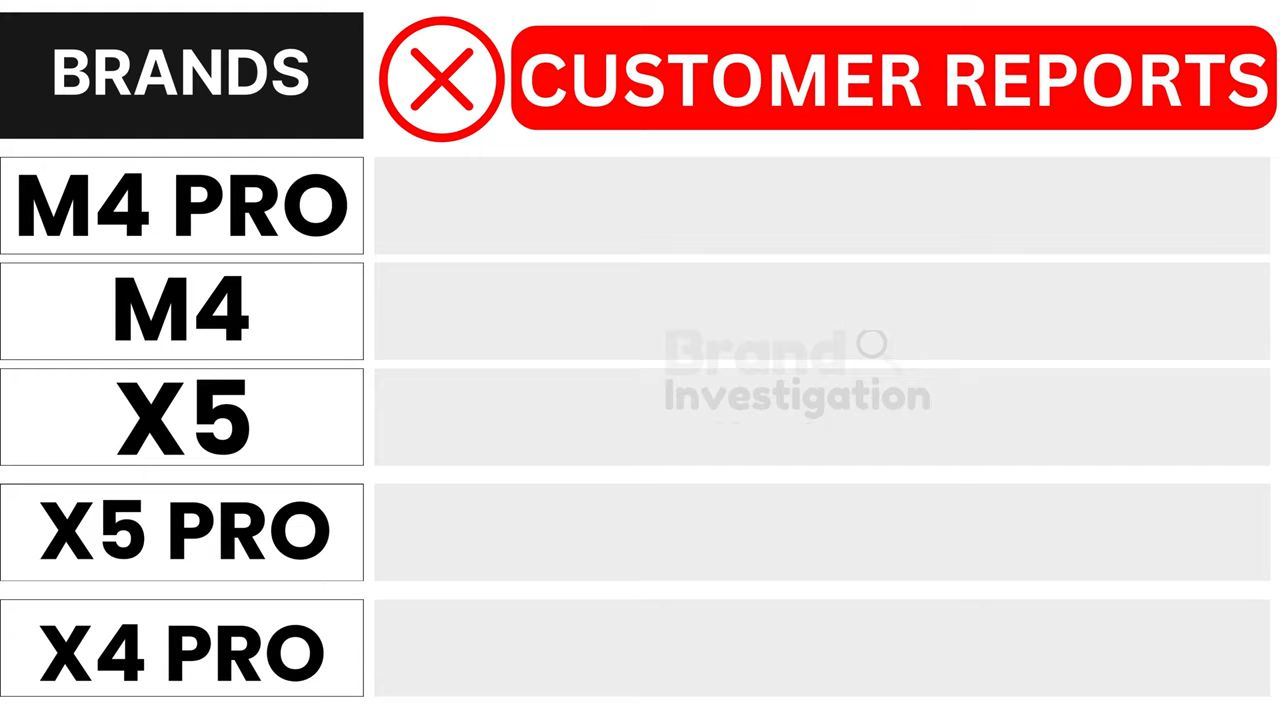 BRANDS
CUSTOMER REPORTS
M4 PRO
M4
Brand
Investigation
X5
X5 PRO
X4 PRO